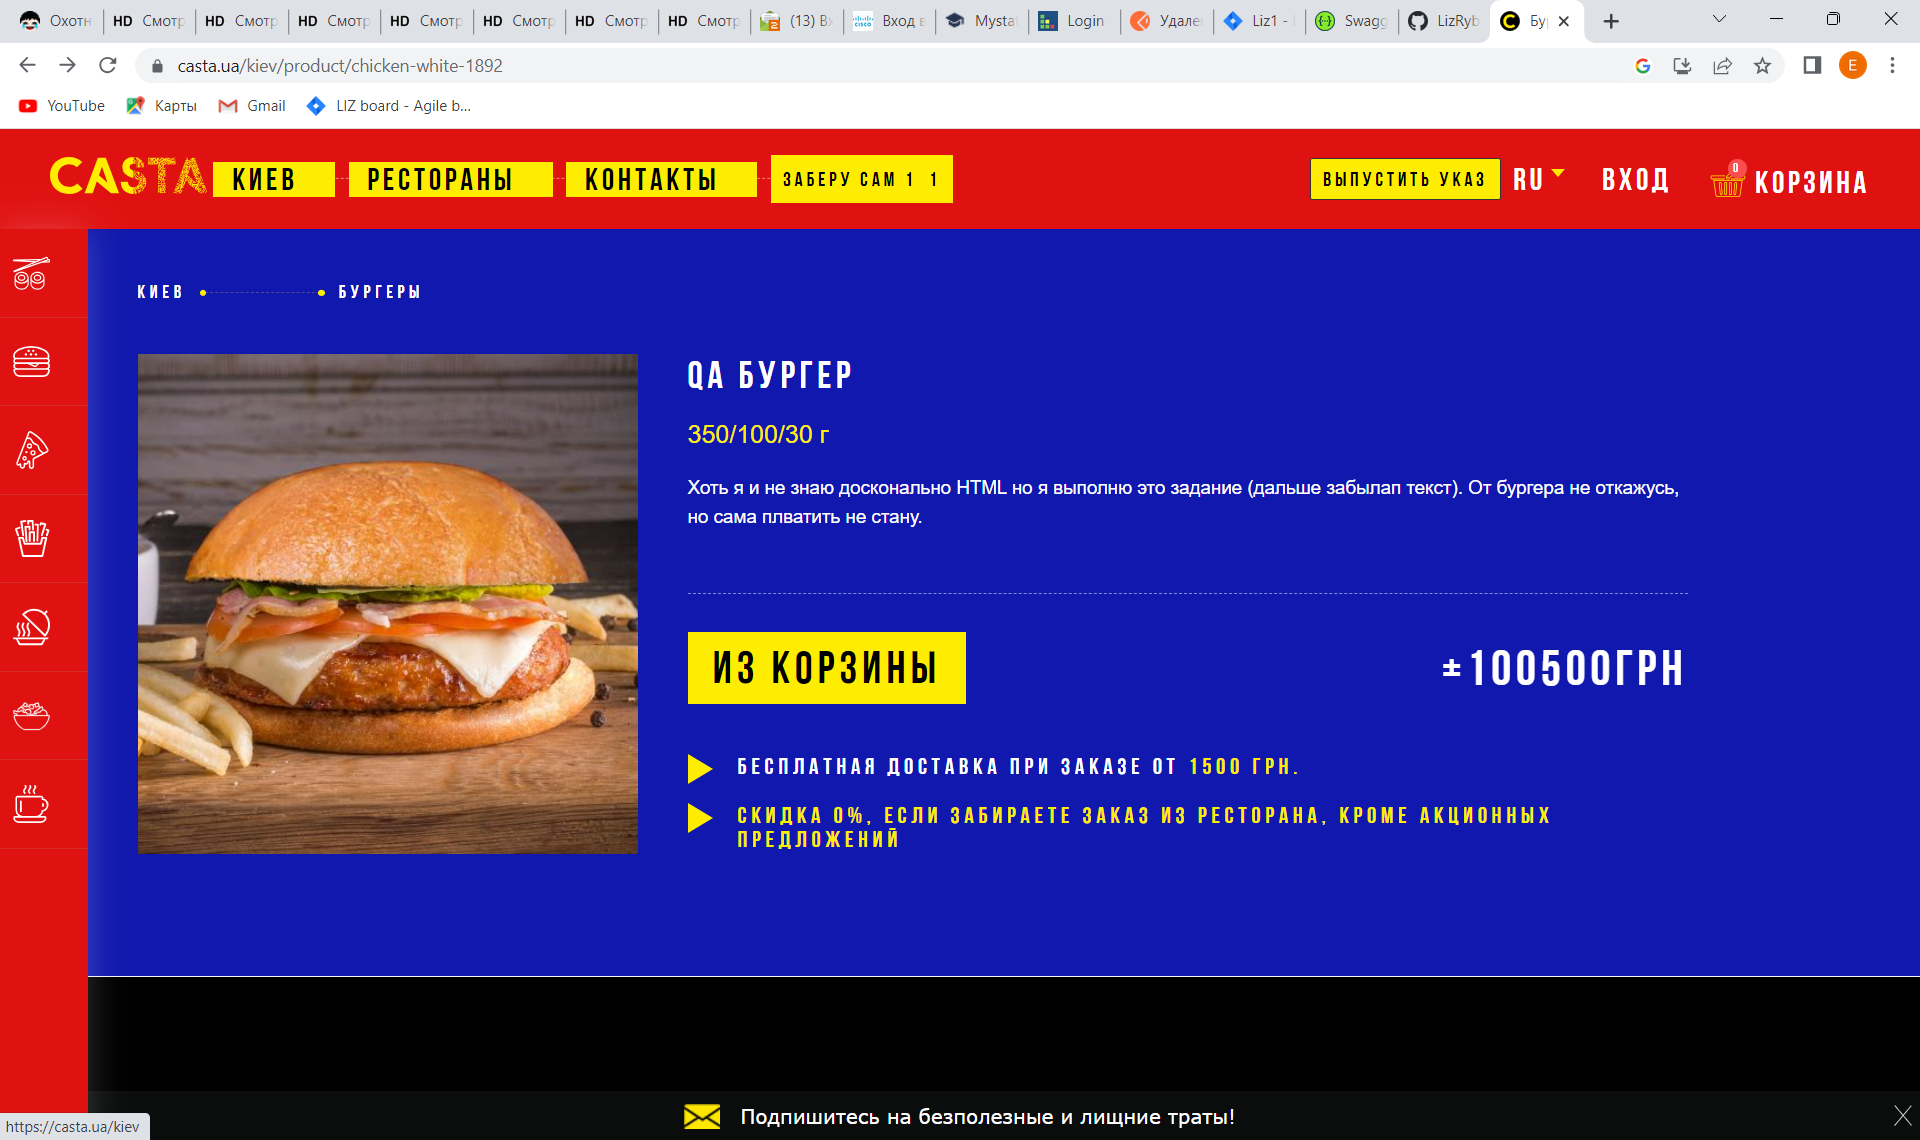 Охотн
HD Смотр
HD Смотр
HD Смотр
HD Смотр
HD Смотр
HD Смотр
HD Смотр
(13) Вх
Вход в
Mystat
Login
Удале
Liz1 -
Swagg
LizRyb
Бу
casta.ua/kiev/product/chicken-white-1892
E
YouTube
Карты
Gmail
LIZ board - Agile b...
CASTA
КИЕВ
РЕСТОРАНЫ
КОНТАКТЫ
ЗАБЕРУ САМ 1 1
ВЫПУСТИТЬ УКАЗ
RU
ВХОД
0
КОРЗИНА
КИЕВ
БУРГЕРЫ
QA БУРГЕР
350/100/30 г
Хоть я и не знаю досконально HTML но я выполню это задание (дальше забылап текст). От бургера не откажусь,
но сама плватить не стану.
ИЗ КОРЗИНЫ
±100500ГРН
БЕСПЛАТНАЯ ДОСТАВКА ПРИ ЗАКАЗЕ ОТ 1500 ГРН.
СКИДКА 0%, ЕСЛИ ЗАБИРАЕТЕ ЗАКАЗ ИЗ РЕСТОРАНА, КРОМЕ АКЦИОННЫХ
ПРЕДЛОЖЕНИЙ
Подпишитесь на безполезные и лищние траты!
https://casta.ua/kiev